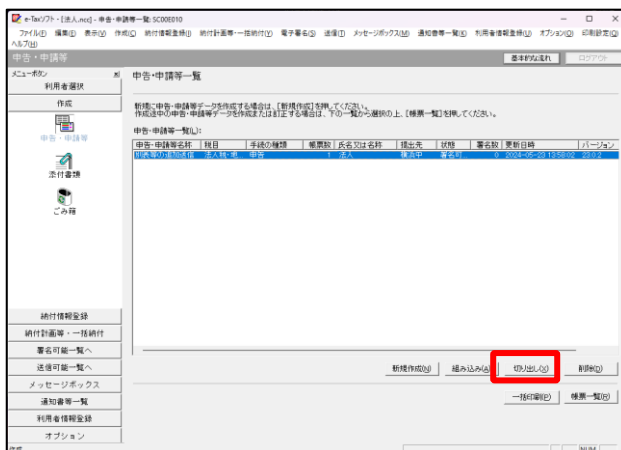 e-Taxソフト - [法人.ncc] - 申告・申請等一覧: SC00E010
ファイル(F) 編集(E) 表示(V) 作成(C) 納付情報登録(I) 納付計画等・一括納付(Y) 電子署名(S) 送信(T) メッセージボックス(M) 通知書等一覧(K) 利用者情報登録(U) オプション(O) 印刷設定(G)
ヘルプ(H)
申告・申請等 基本的な流れ ログアウト
メニューボタン
利用者選択
作成
申告・申請等
添付書類
ごみ箱
納付情報登録
納付計画等・一括納付
署名可能一覧へ
送信可能一覧へ
メッセージボックス
通知書等一覧
利用者情報登録
オプション
申告・申請等一覧
新規に申告・申請等データを作成する場合は、[新規作成]を押してください。
作成途中の申告・申請等データを作成または訂正する場合は、下の一覧から選択の上、[帳票一覧]を押してください。
申告・申請等一覧(L):
申告・申請等名称 税目 手続の種類 帳票数 氏名又は名称 提出先 状態 署名数 更新日時 バージョン
別表等の追加送信 法人税・地... 申告 1 法人 横浜中 署名可... 0 2024-05-23 13:58:02 23.0.2
新規作成(N) 組み込み(A) 切り出し(X) 削除(D)
一括印刷(P) 帳票一覧(R)
作成 NUM